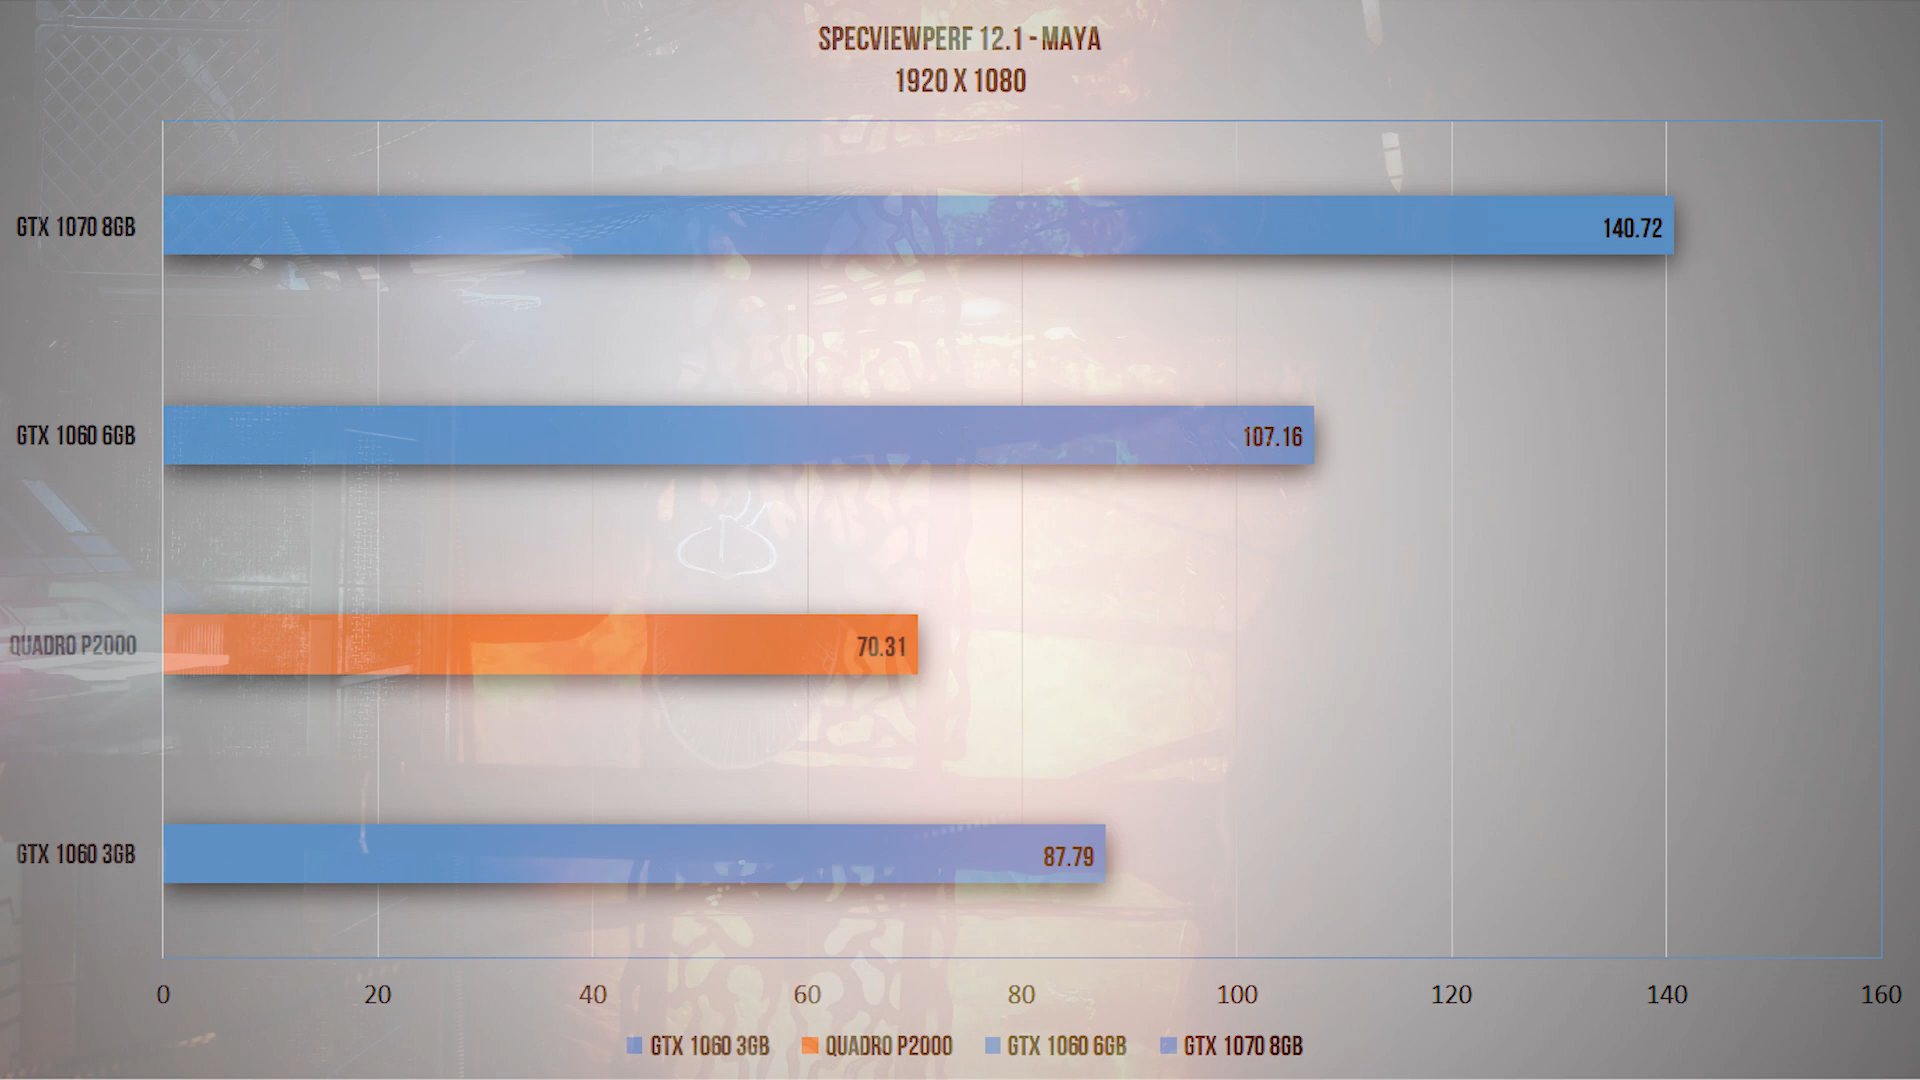 SPECVIEWPERF 12.1 - MAYA
1920 X 1080
GTX 1070 8GB
140.72
GTX 1060 6GB
107.16
QUADRO P2000
70.31
GTX 1060 3GB
87.79
0 20 40 60 80 100 120 140 160
GTX 1060 3GB QUADRO P2000 GTX 1060 6GB GTX 1070 8GB